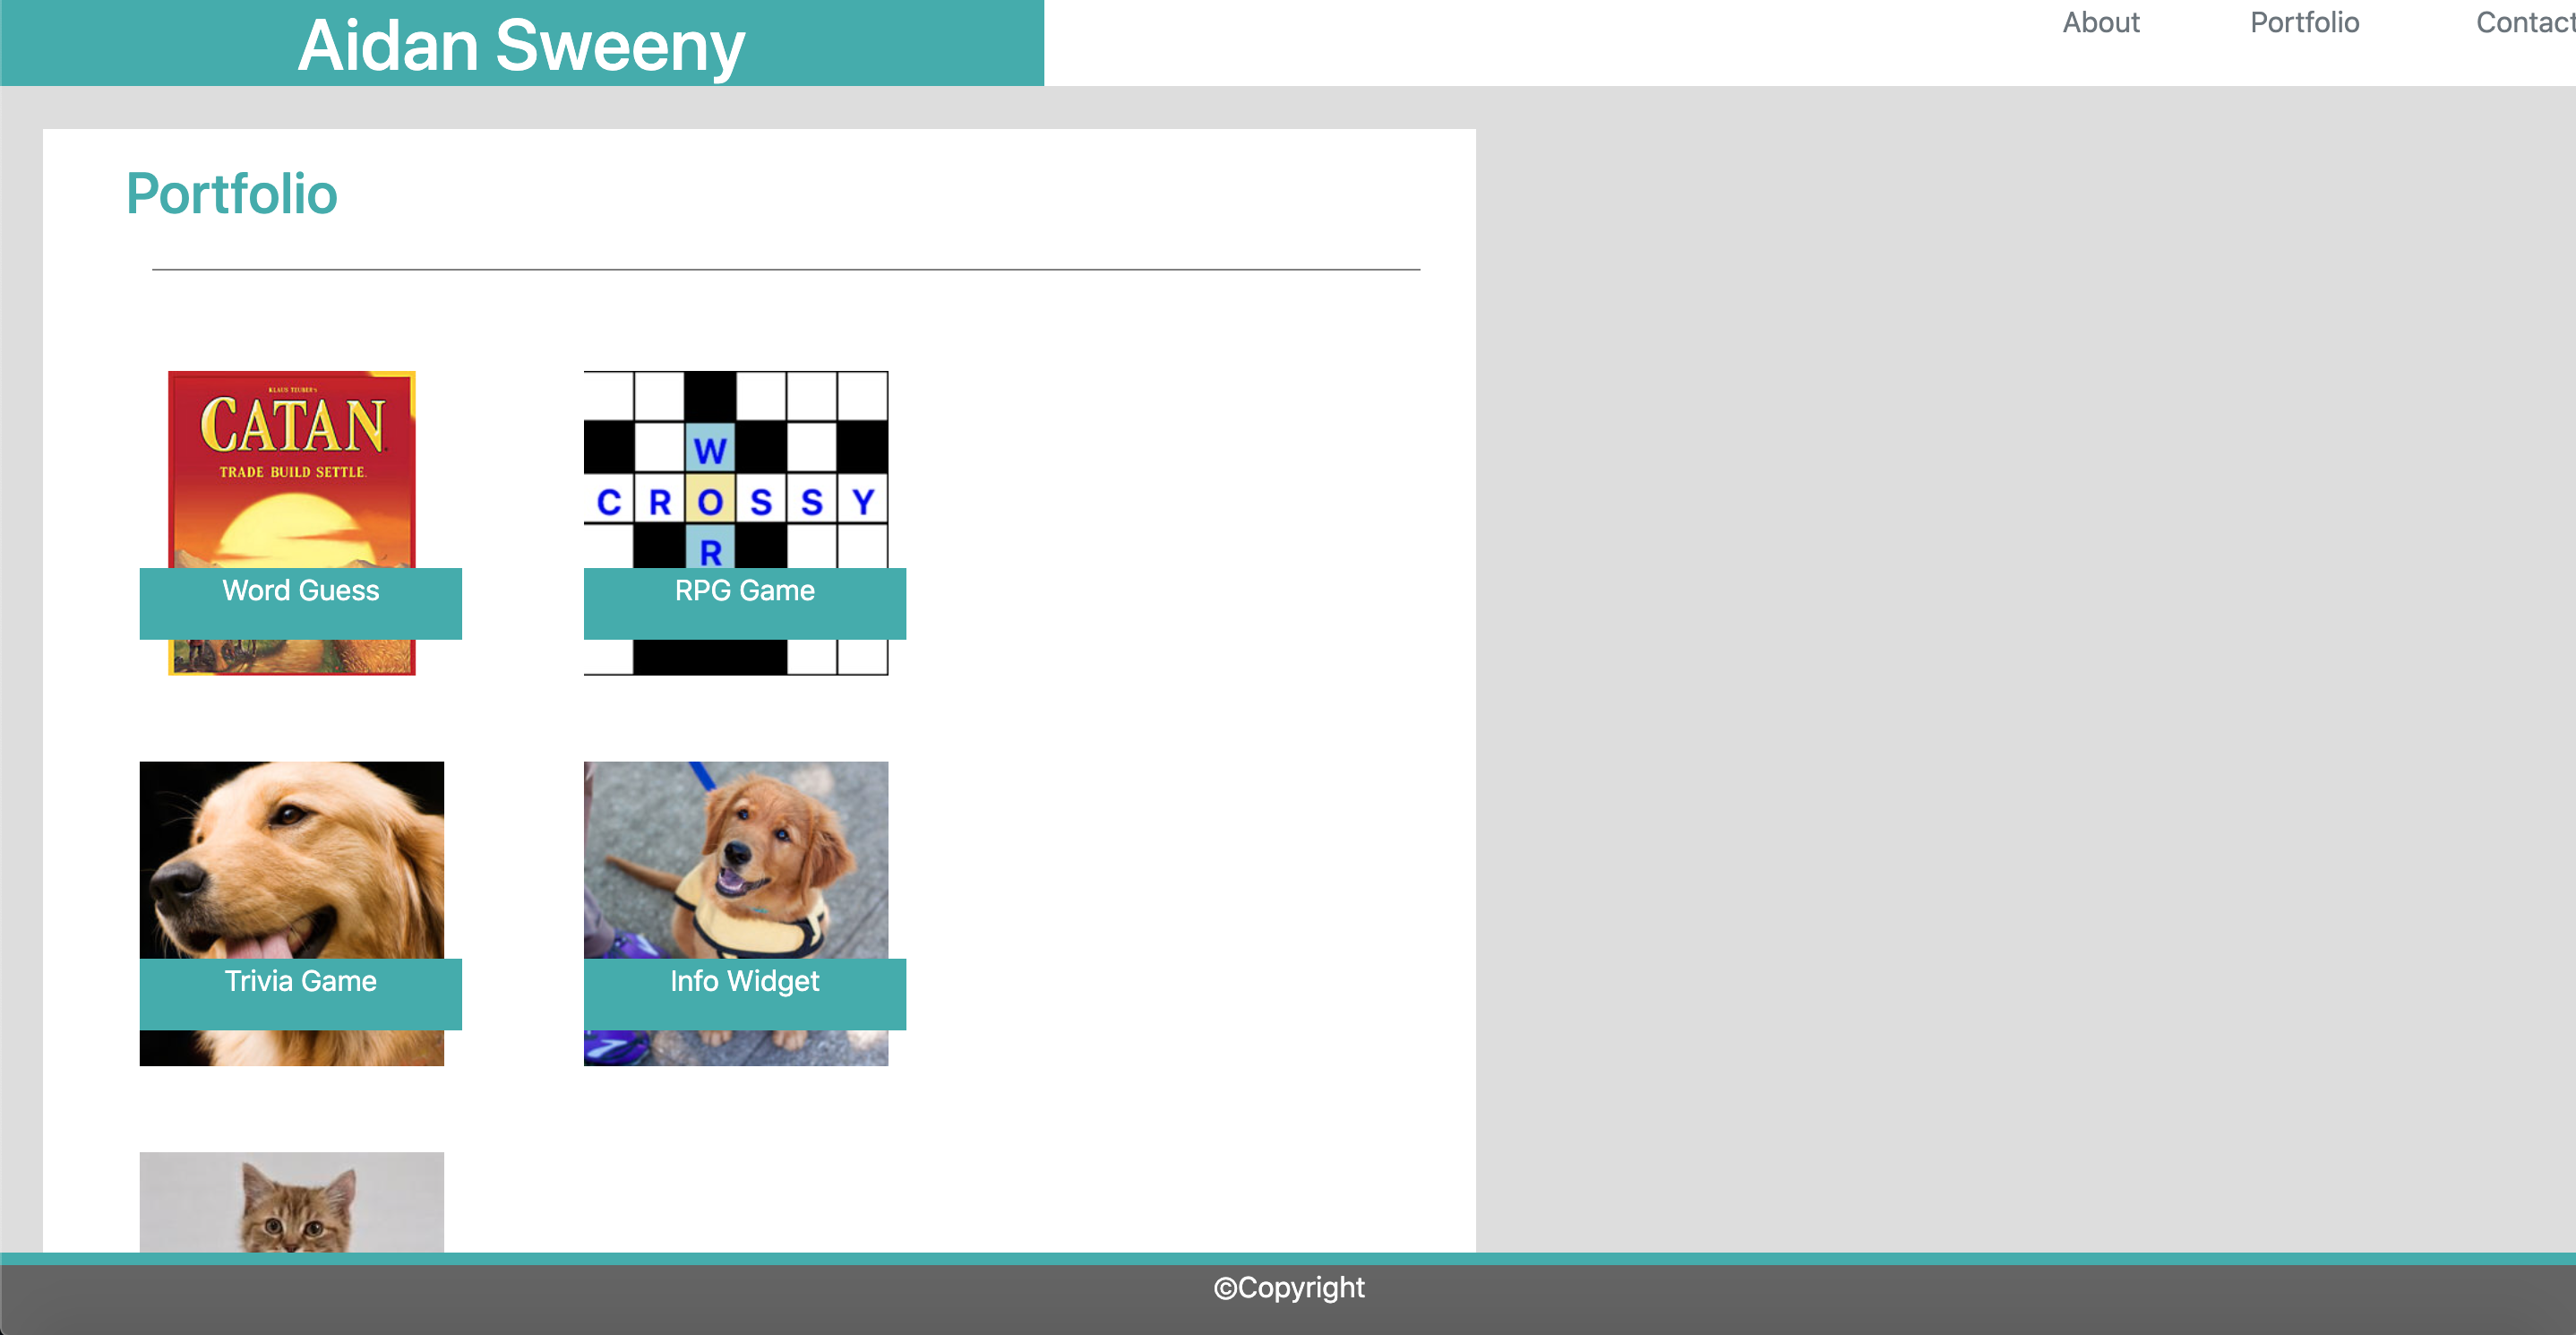 Aidan Sweeny
About Portfolio Contact
Portfolio
KLAUS TEUBER'S
CATAN
TRADE BUILD SETTLE.
W
CROSSY
R
Word Guess
RPG Game
Trivia Game
Info Widget
©Copyright